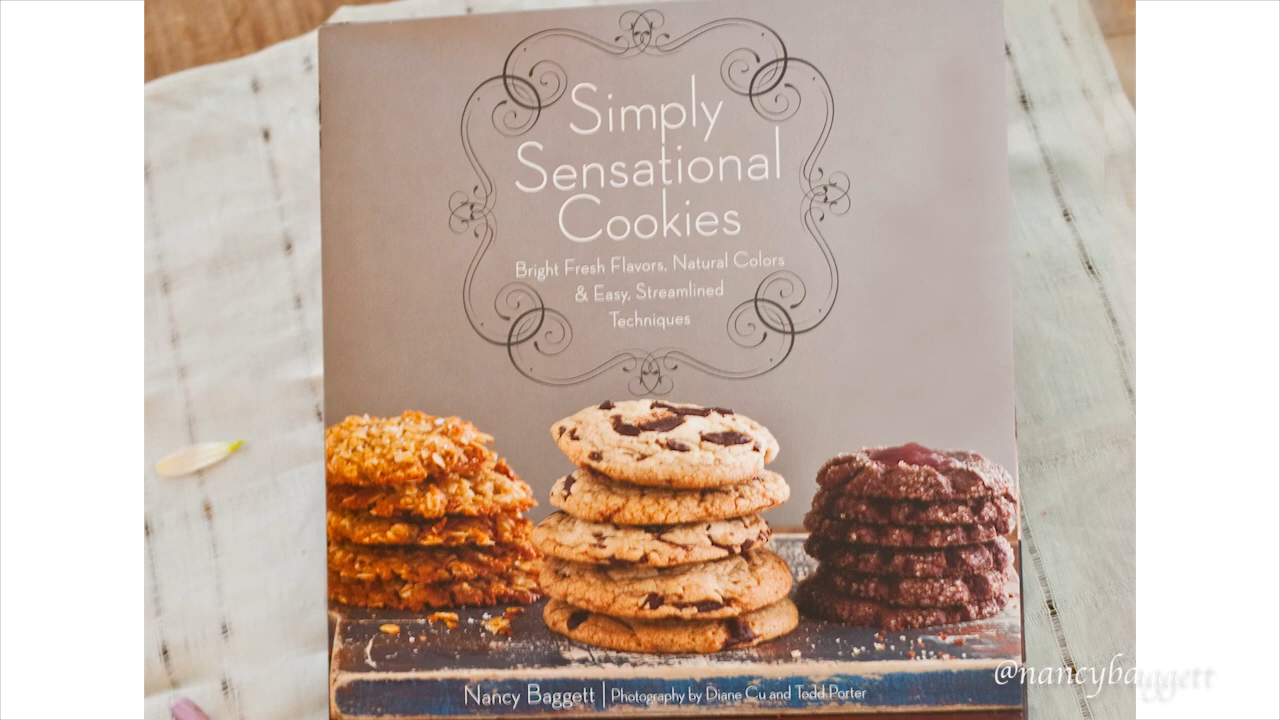 Simply
Sensational
Cookies
Bright Fresh Flavors, Natural Colors
& Easy, Streamlined
Techniques
Nancy Baggett | Photography by Diane Cu and Todd Porter
@nancybaggett